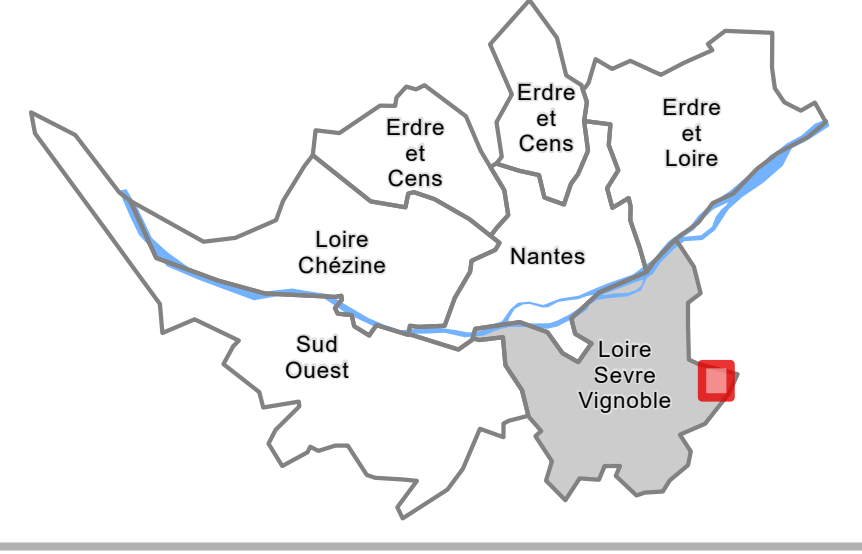 Erdre
et
Cens
Erdre
et
Loire
Erdre
et
Cens
Loire
Chézine
Nantes
Sud
Ouest
Loire
Sevre
Vignoble